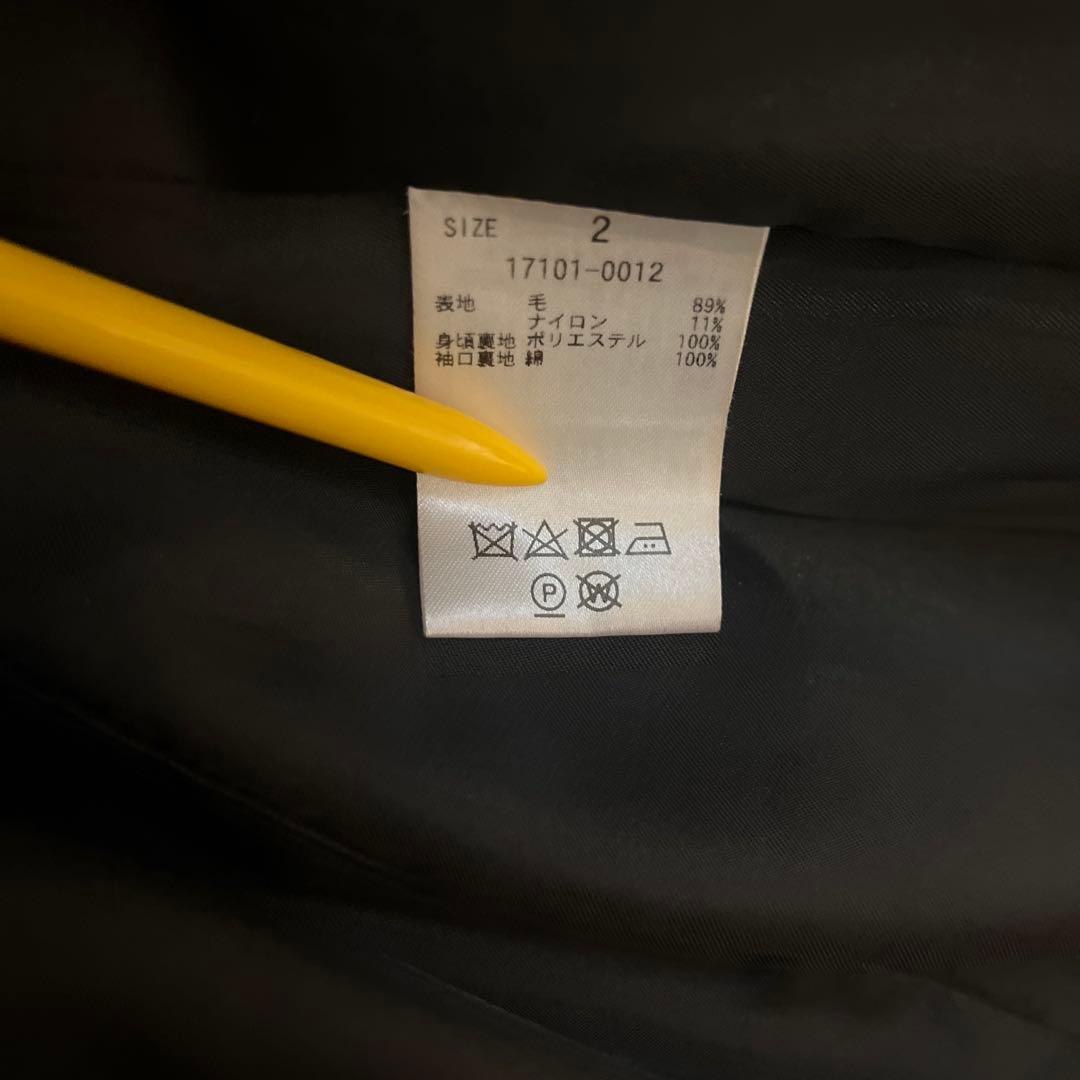 SIZE 2
17101-0012
表地 毛 89%
ナイロン 11%
身頃裏地 ポリエステル 100%
袖口裏地 綿 100%
P W